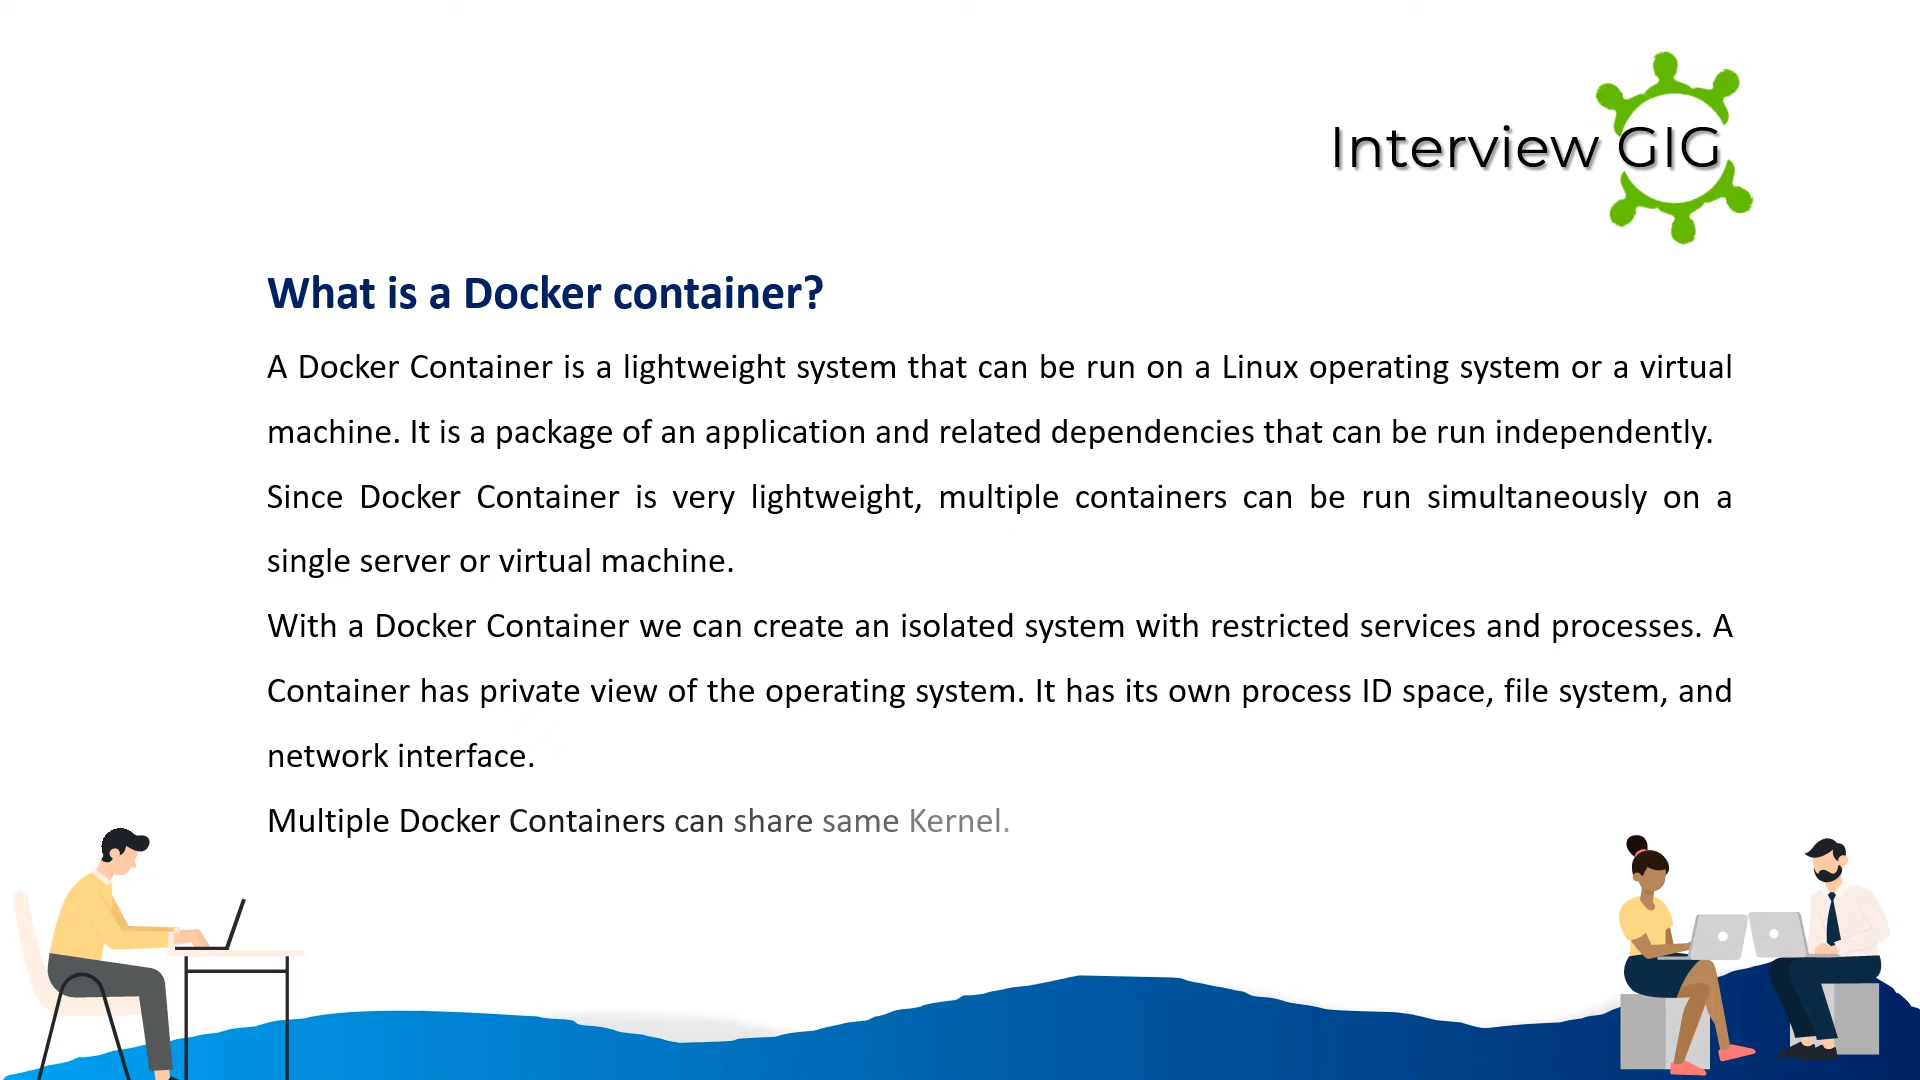 Interview GIG
What is a Docker container?
A Docker Container is a lightweight system that can be run on a Linux operating system or a virtual
machine. It is a package of an application and related dependencies that can be run independently.
Since Docker Container is very lightweight, multiple containers can be run simultaneously on a
single server or virtual machine.
With a Docker Container we can create an isolated system with restricted services and processes. A
Container has private view of the operating system. It has its own process ID space, file system, and
network interface.
Multiple Docker Containers can share same Kernel.